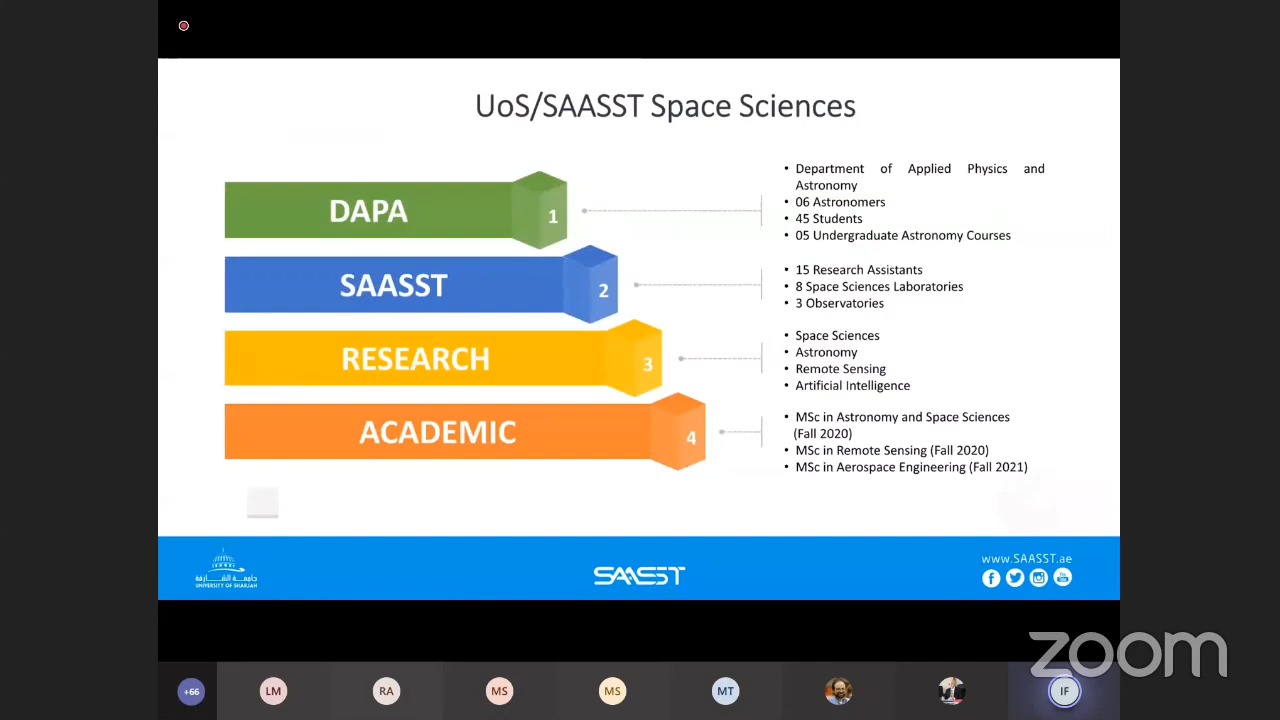 UoS/SAASST Space Sciences
DAPA
1
• Department of Applied Physics and
Astronomy
• 06 Astronomers
• 45 Students
• 05 Undergraduate Astronomy Courses
SAASST
2
• 15 Research Assistants
• 8 Space Sciences Laboratories
• 3 Observatories
RESEARCH
3
• Space Sciences
• Astronomy
• Remote Sensing
• Artificial Intelligence
ACADEMIC
4
• MSc in Astronomy and Space Sciences
(Fall 2020)
• MSc in Remote Sensing (Fall 2020)
• MSc in Aerospace Engineering (Fall 2021)
جامعة الشارقة
UNIVERSITY OF SHARJAH
SAASST
www.SAASST.ae
zoom
+66
LM
RA
MS
MS
MT
IF